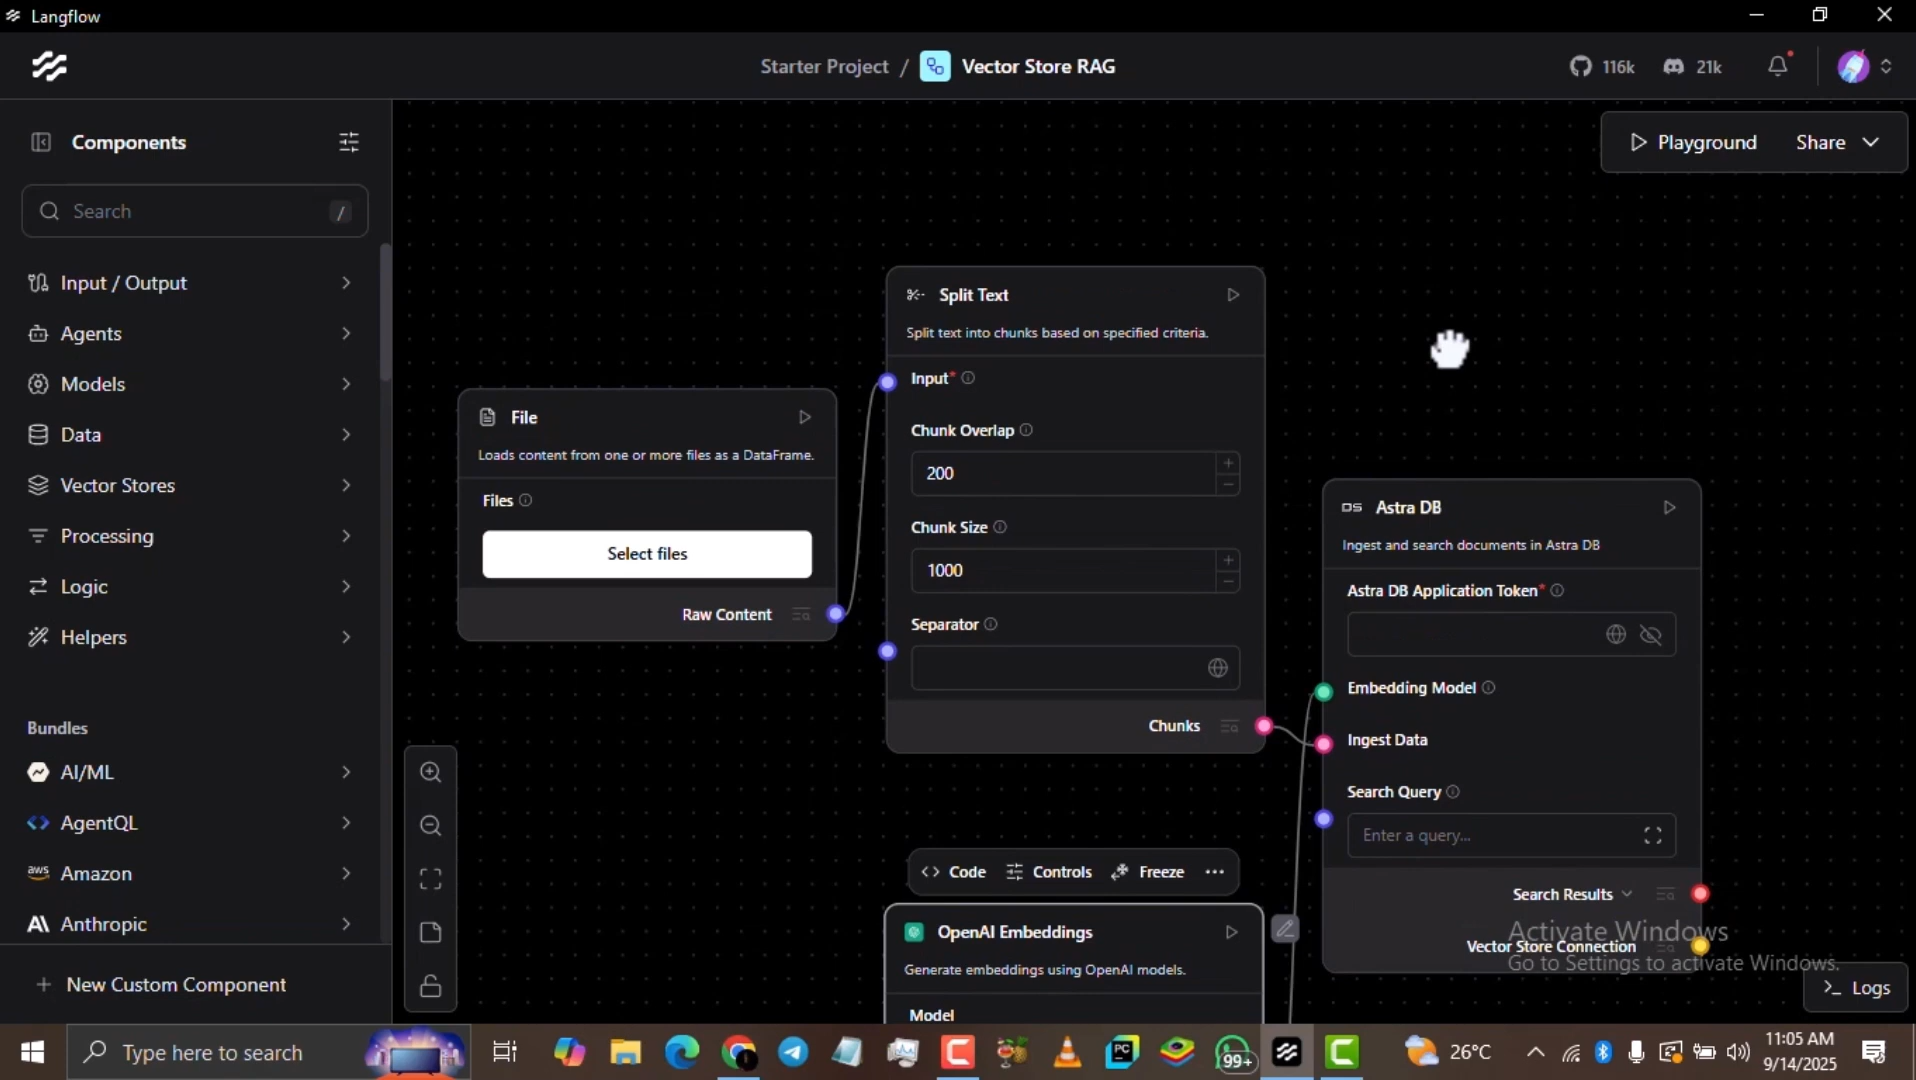 Langflow
Starter Project / Vector Store RAG
116k
21k
Components
Playground
Share
Search /
Input / Output
Agents
Models
Data
Vector Stores
Processing
Logic
Helpers
Bundles
AI/ML
AgentQL
aws Amazon
Anthropic
New Custom Component
File
Loads content from one or more files as a DataFrame.
Files
Select files
Raw Content
Split Text
Split text into chunks based on specified criteria.
Input*
Chunk Overlap
200
Chunk Size
1000
Separator
Chunks
Code Controls Freeze
OpenAI Embeddings
Generate embeddings using OpenAI models.
Model
DS Astra DB
Ingest and search documents in Astra DB
Astra DB Application Token*
Embedding Model
Ingest Data
Search Query
Enter a query...
Search Results
Vector Store Connection
Activate Windows
Go to Settings to activate Windows.
Logs
Type here to search
PC
99+
26°C
11:05 AM
9/14/2025